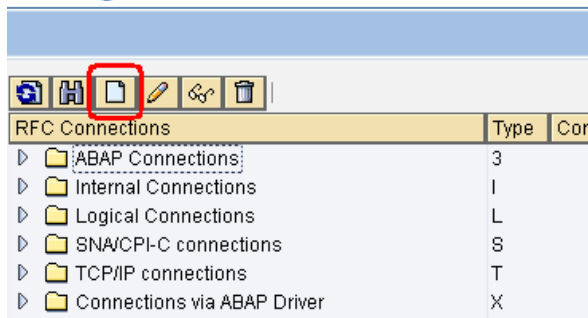 RFC Connections Type Con
ABAP Connections 3
Internal Connections I
Logical Connections L
SNA/CPI-C connections S
TCP/IP connections T
Connections via ABAP Driver X